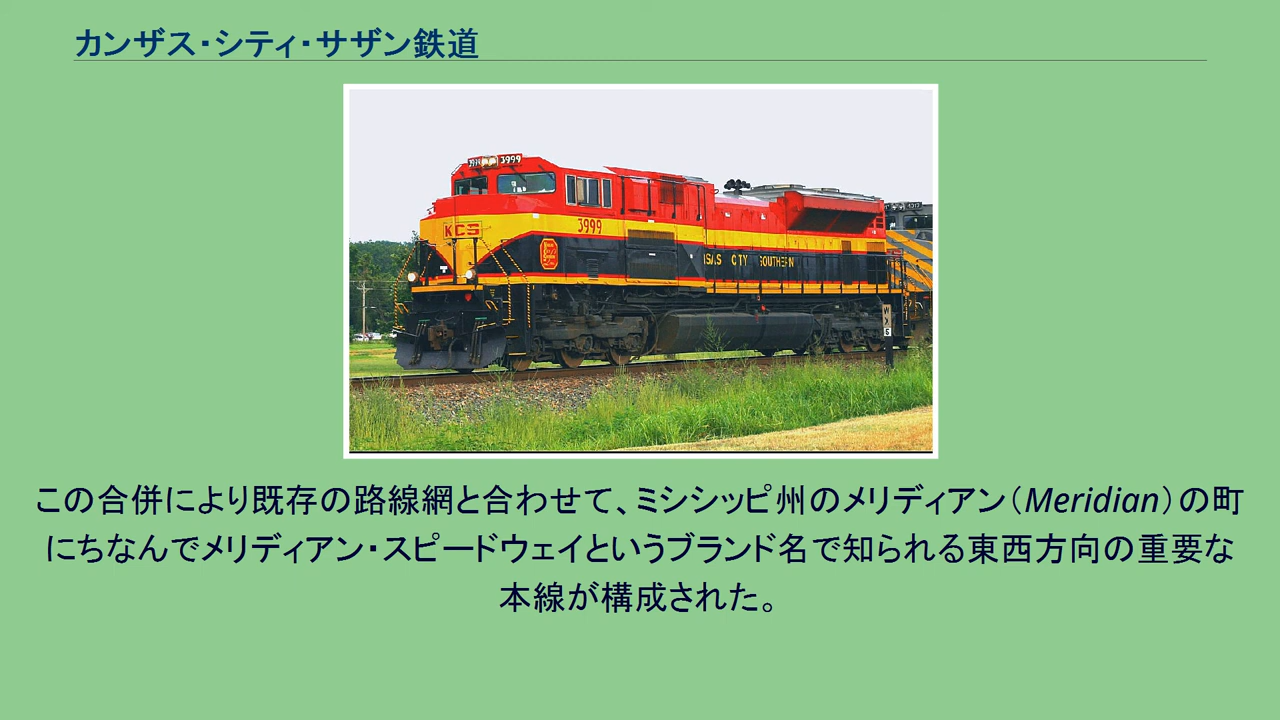 カンザス・シティ・サザン鉄道
3999
3999
KCS
3999
SAS CITY SOUTHERN
この合併により既存の路線網と合わせて、ミシシッピ州のメリディアン（Meridian）の町
にちなんでメリディアン・スピードウェイというブランド名で知られる東西方向の重要な
本線が構成された。